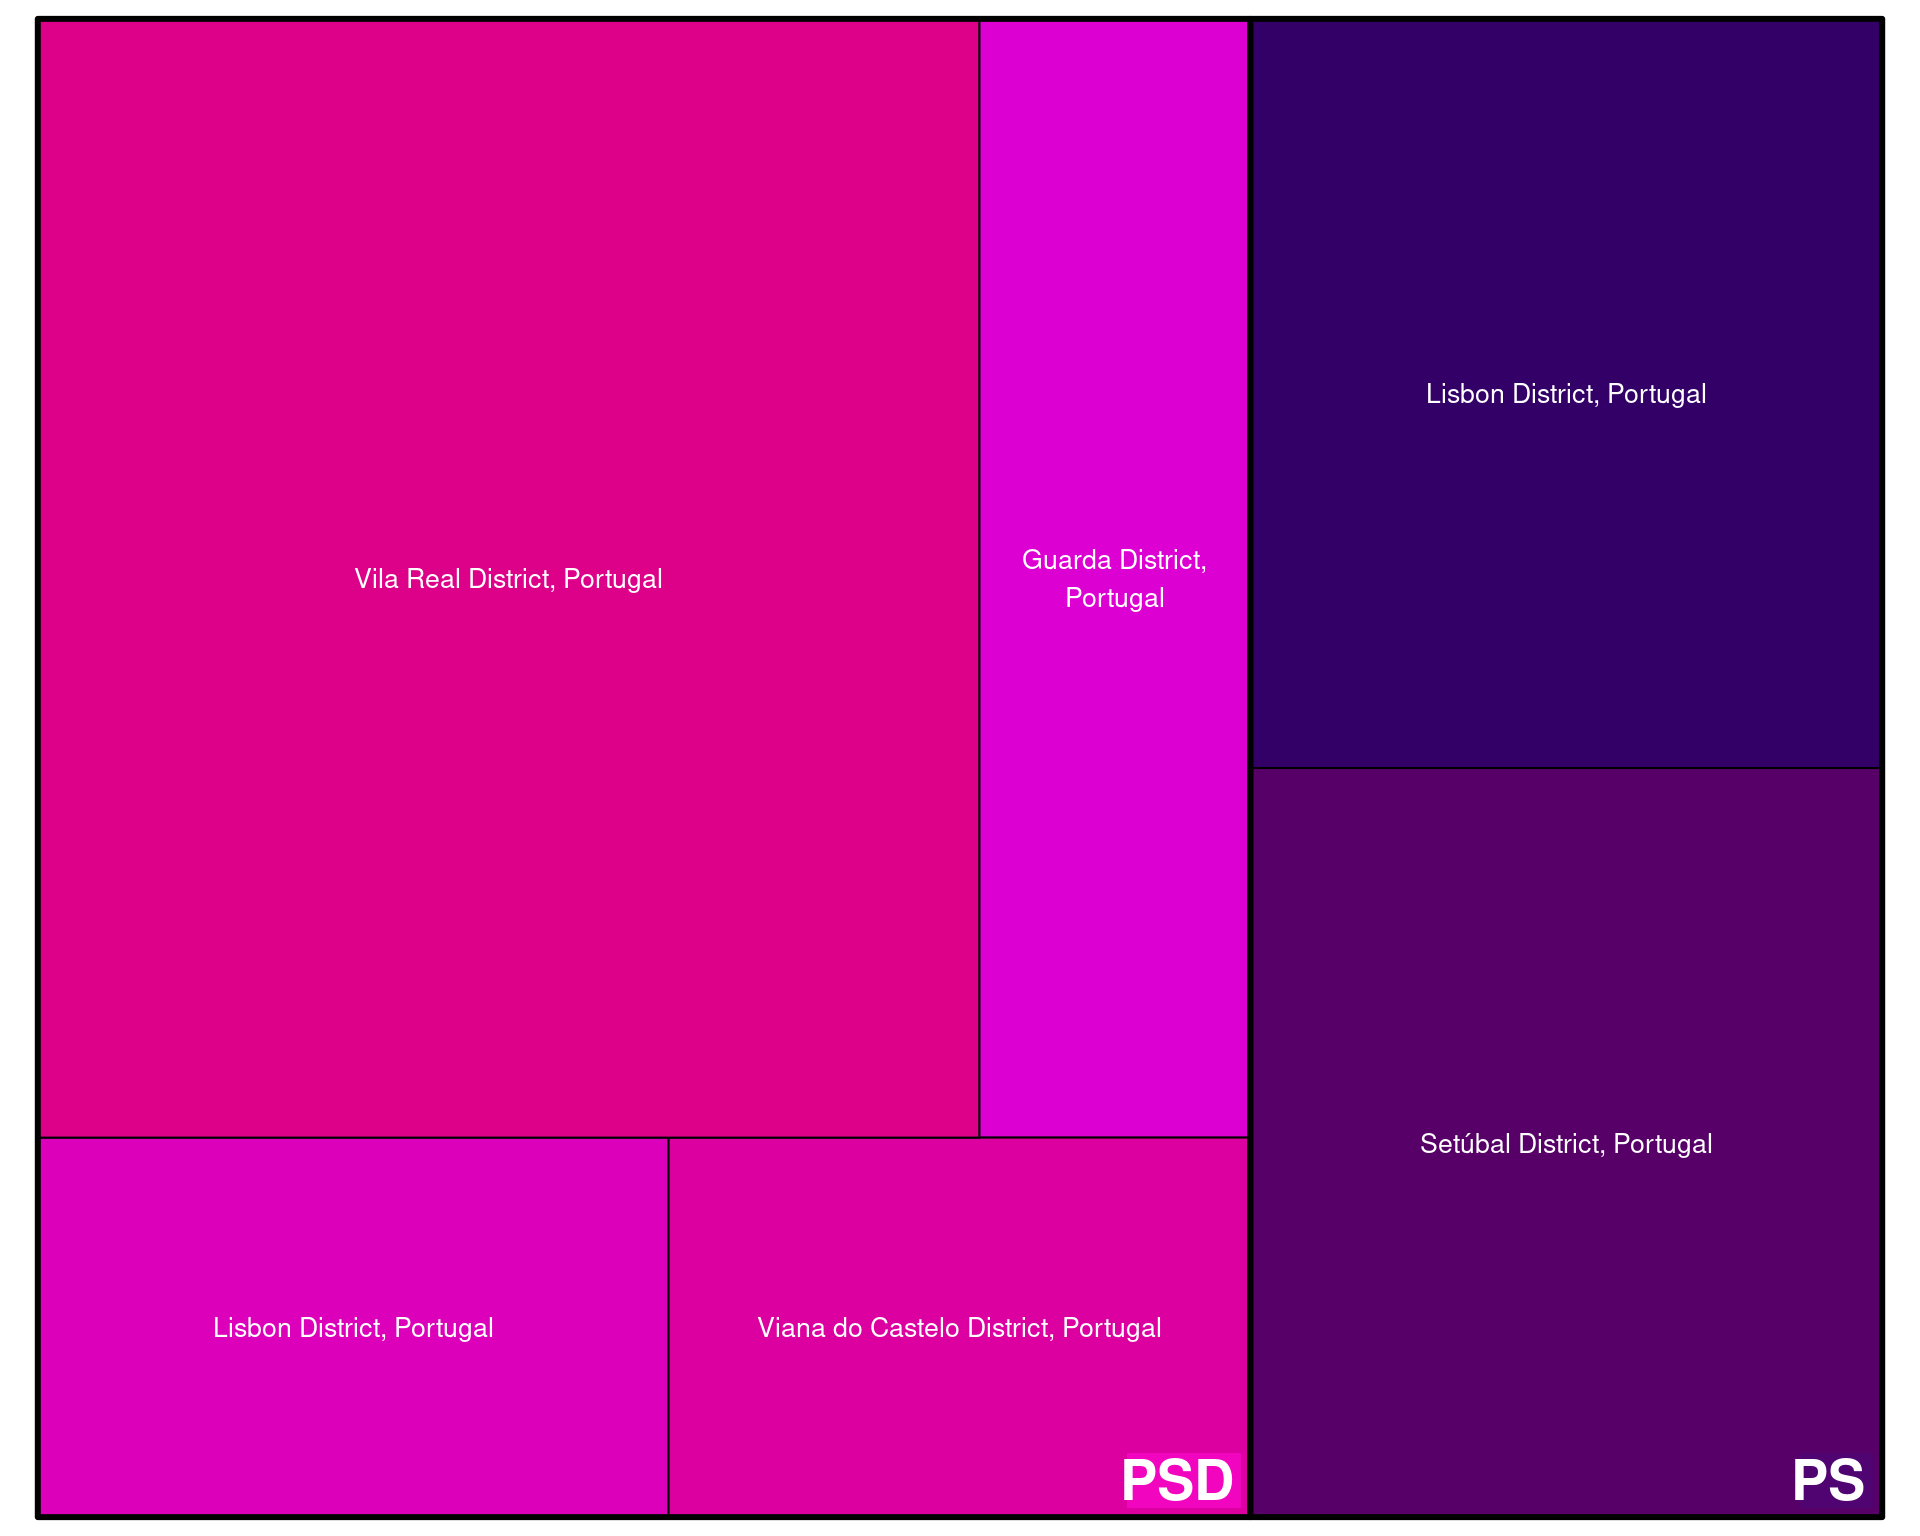 Vila Real District, Portugal
Guarda District,
Portugal
Lisbon District, Portugal
Viana do Castelo District, Portugal
PSD
Lisbon District, Portugal
Setúbal District, Portugal
PS